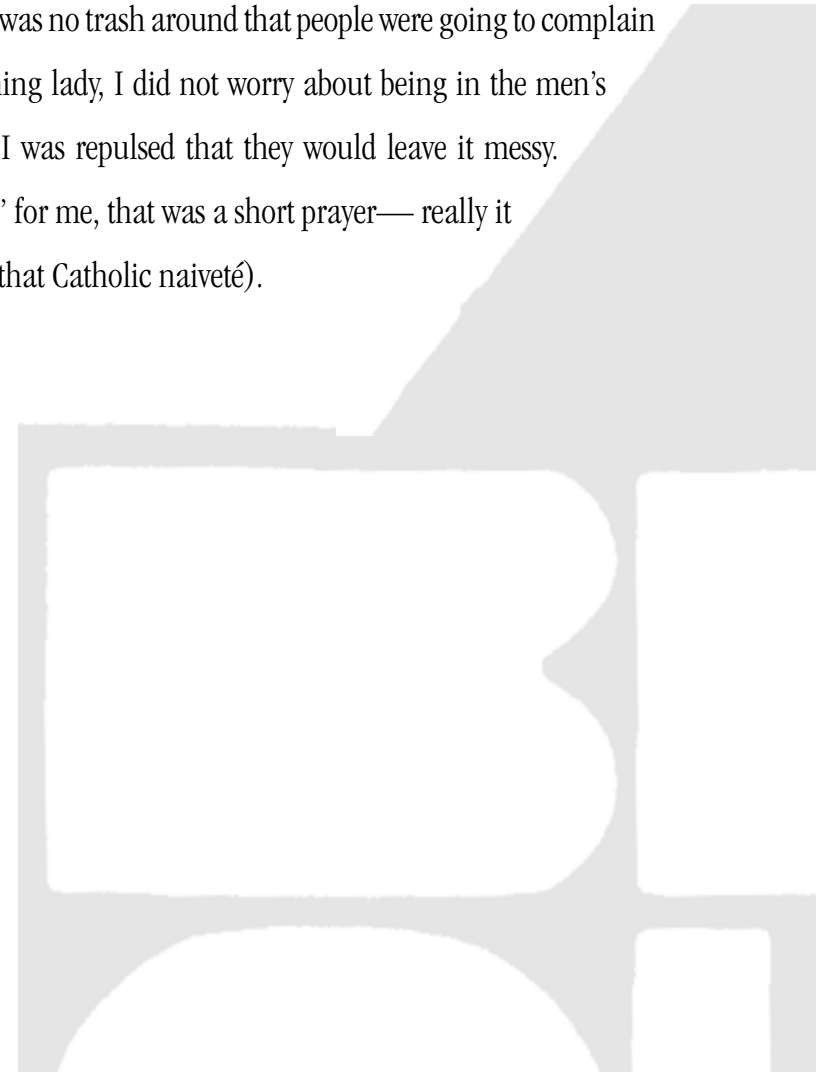 was no trash around that people were going to complain
ning lady, I did not worry about being in the men’s
I was repulsed that they would leave it messy.
’ for me, that was a short prayer— really it
that Catholic naiveté).